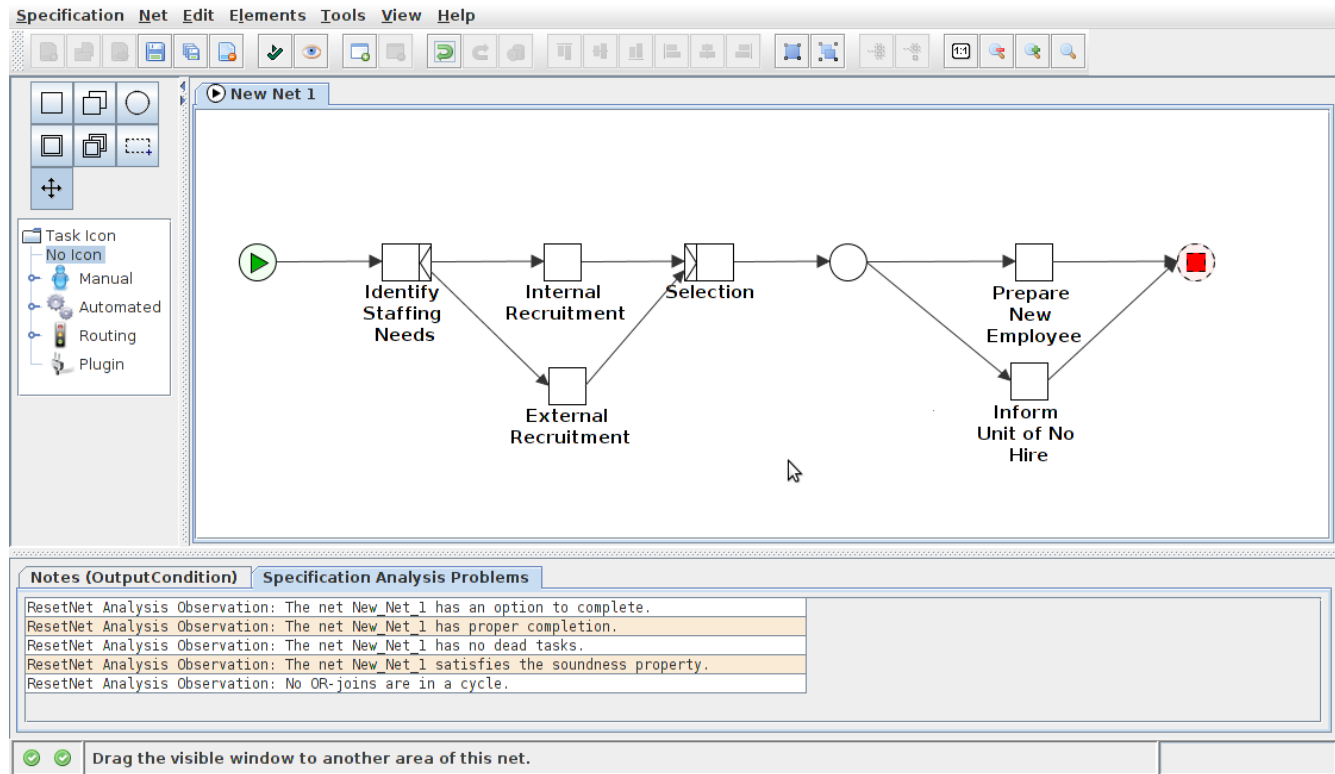 Specification Net Edit Elements Tools View Help
1:1
New Net 1
Task Icon
No Icon
Manual
Automated
Routing
Plugin
Identify
Staffing
Needs
Internal
Recruitment
Selection
External
Recruitment
Prepare
New
Employee
Inform
Unit of No
Hire
Notes (OutputCondition) Specification Analysis Problems
ResetNet Analysis Observation: The net New_Net_1 has an option to complete.
ResetNet Analysis Observation: The net New_Net_1 has proper completion.
ResetNet Analysis Observation: The net New_Net_1 has no dead tasks.
ResetNet Analysis Observation: The net New_Net_1 satisfies the soundness property.
ResetNet Analysis Observation: No OR-joins are in a cycle.
Drag the visible window to another area of this net.